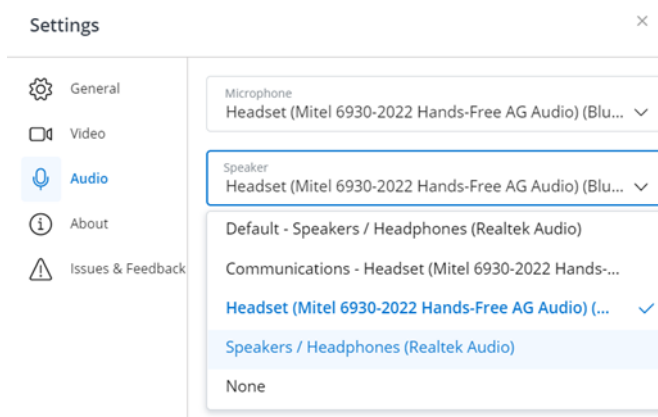 Settings
General
Video
Audio
About
Issues & Feedback
Microphone
Headset (Mitel 6930-2022 Hands-Free AG Audio) (Blu...
Speaker
Headset (Mitel 6930-2022 Hands-Free AG Audio) (Blu...
Default - Speakers / Headphones (Realtek Audio)
Communications - Headset (Mitel 6930-2022 Hands-...
Headset (Mitel 6930-2022 Hands-Free AG Audio) (...
Speakers / Headphones (Realtek Audio)
None